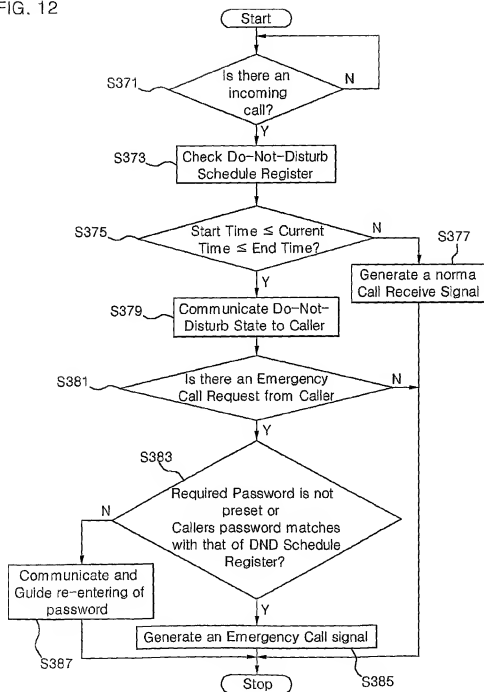 FIG. 12
Start
S371
Is there an
incoming
call?
N
Y
S373
Check Do-Not-Disturb
Schedule Register
S375
Start Time ≤ Current
Time ≤ End Time?
N
Y
S377
Generate a norma
Call Receive Signal
S379
Communicate Do-Not-
Disturb State to Caller
S381
Is there an Emergency
Call Request from Caller
N
Y
S383
Required Password is not
preset or
Callers password matches
with that of DND Schedule
Register?
N
Y
Communicate and
Guide re-entering of
password
S387
Generate an Emergency Call signal
S385
Stop